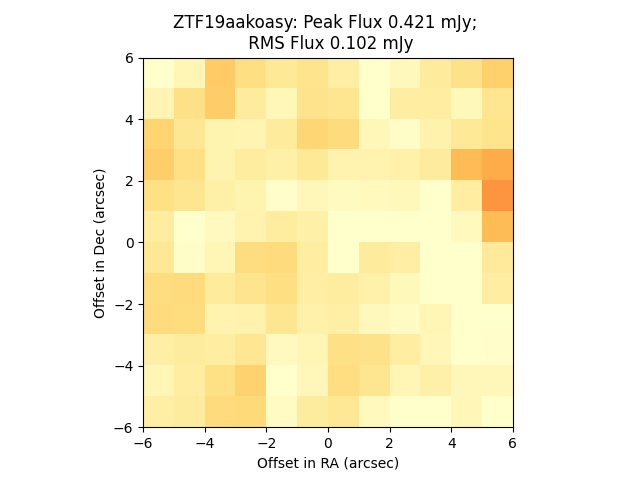 ZTF19aakoasy: Peak Flux 0.421 mJy;
RMS Flux 0.102 mJy
6
4
2
0
−2
−4
−6
Offset in Dec (arcsec)
−6 −4 −2 0 2 4 6
Offset in RA (arcsec)